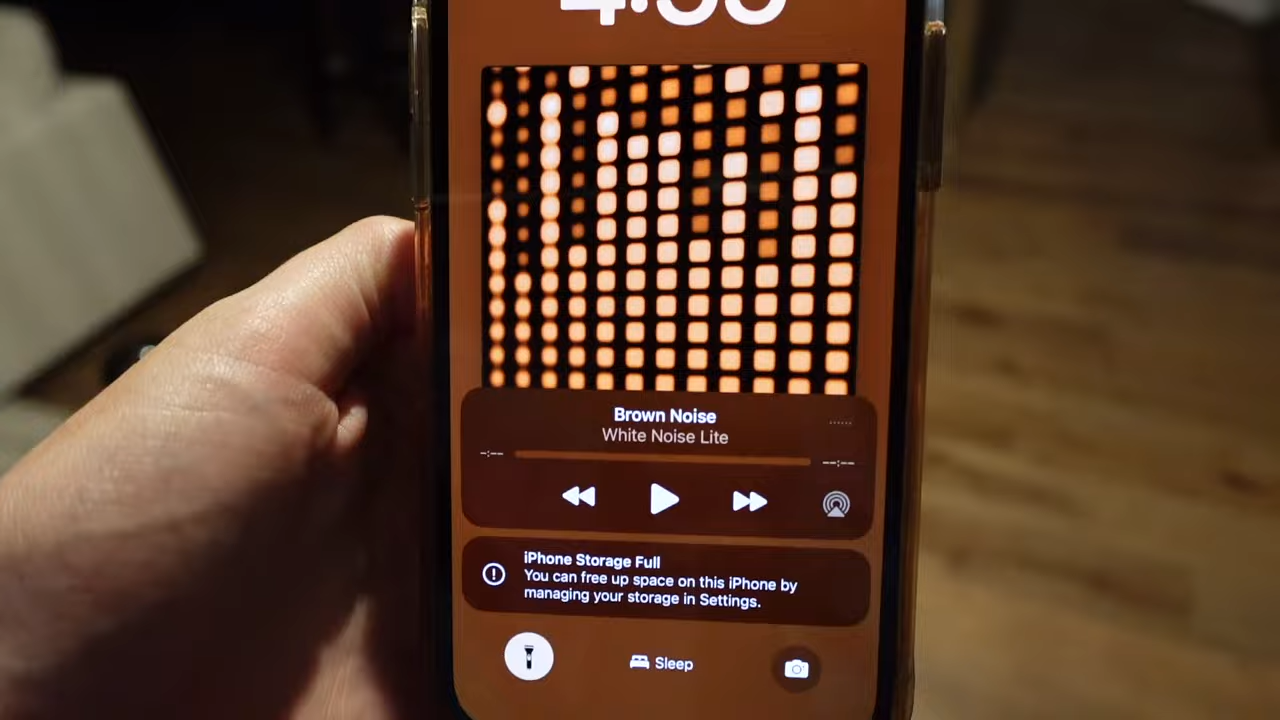 Brown Noise
White Noise Lite
--:--
--:--
iPhone Storage Full
You can free up space on this iPhone by
managing your storage in Settings.
Sleep